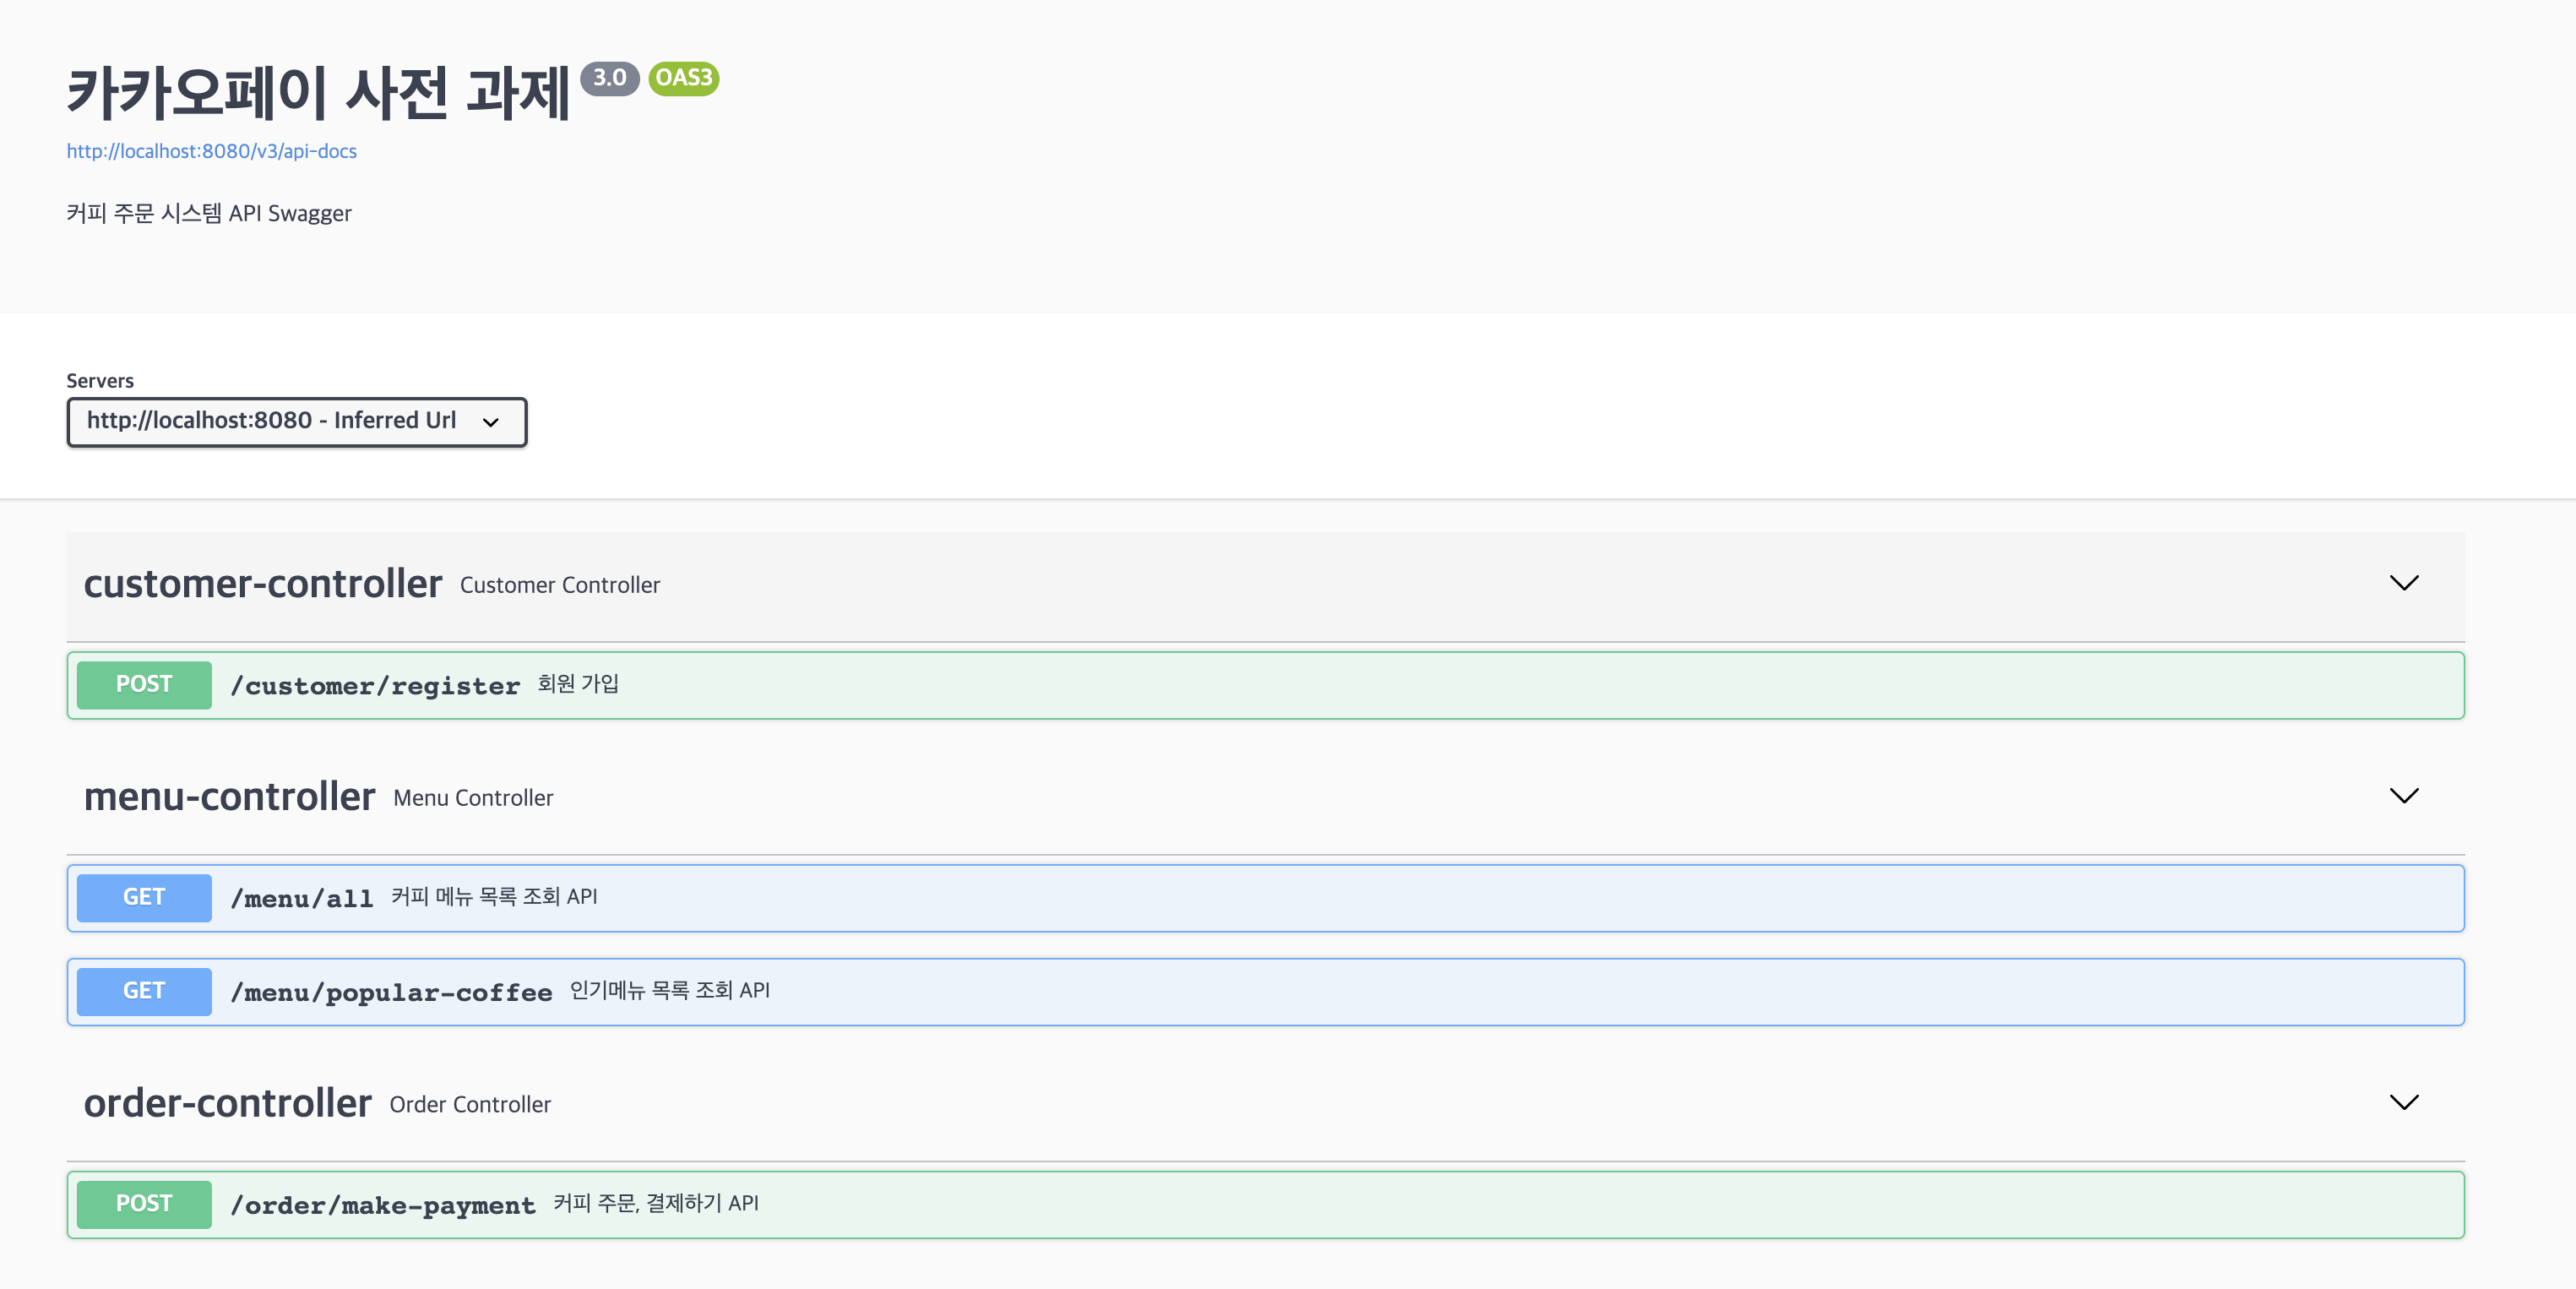 카카오페이 사전 과제 3.0 OAS3
http://localhost:8080/v3/api-docs
커피 주문 시스템 API Swagger
Servers
http://localhost:8080 - Inferred Url
customer-controller Customer Controller
POST /customer/register 회원 가입
menu-controller Menu Controller
GET /menu/all 커피 메뉴 목록 조회 API
GET /menu/popular-coffee 인기메뉴 목록 조회 API
order-controller Order Controller
POST /order/make-payment 커피 주문, 결제하기 API